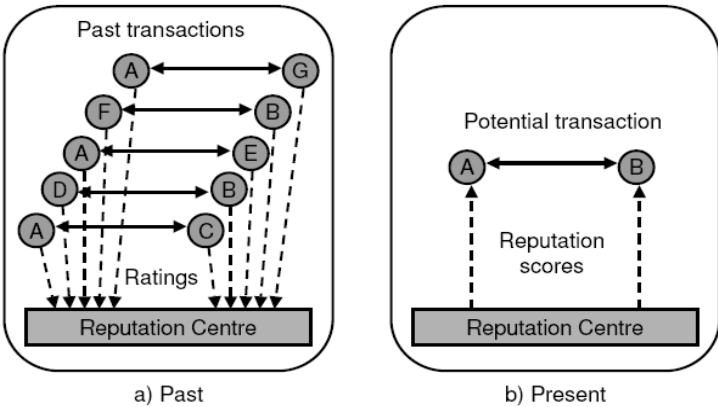 Past transactions
A G
F B
A E
D B
A C
Ratings
Reputation Centre
a) Past
Potential transaction
A B
Reputation
scores
Reputation Centre
b) Present